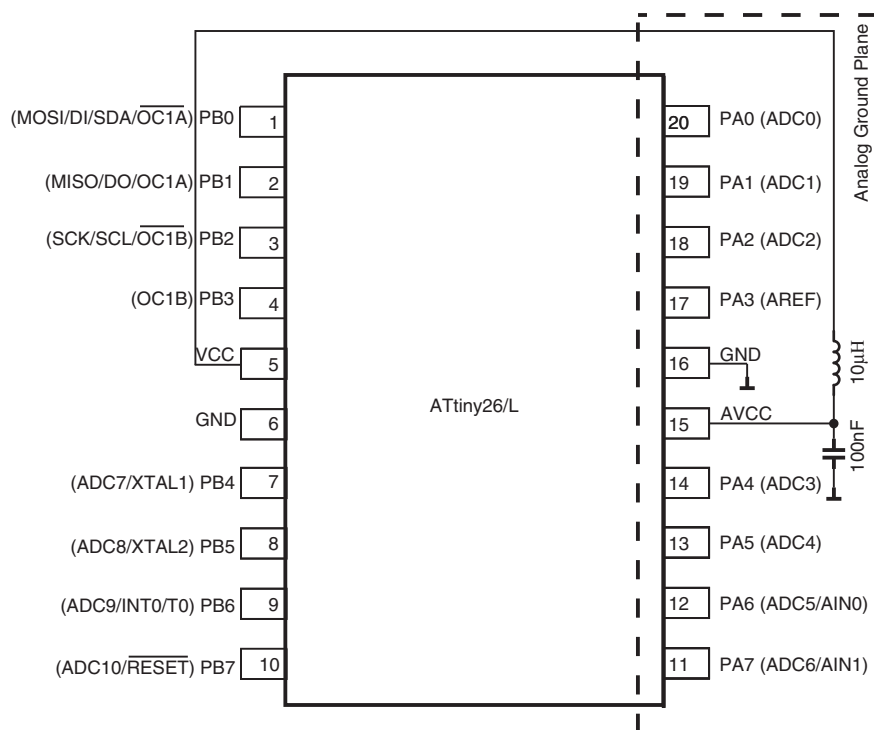 Analog Ground Plane
(MOSI/DI/SDA/OC1A) PB0
1
20
PA0 (ADC0)
(MISO/DO/OC1A) PB1
2
19
PA1 (ADC1)
(SCK/SCL/OC1B) PB2
3
18
PA2 (ADC2)
(OC1B) PB3
4
17
PA3 (AREF)
VCC
5
16
GND
10µH
ATtiny26/L
GND
6
15
AVCC
100nF
(ADC7/XTAL1) PB4
7
14
PA4 (ADC3)
(ADC8/XTAL2) PB5
8
13
PA5 (ADC4)
(ADC9/INT0/T0) PB6
9
12
PA6 (ADC5/AIN0)
(ADC10/RESET) PB7
10
11
PA7 (ADC6/AIN1)